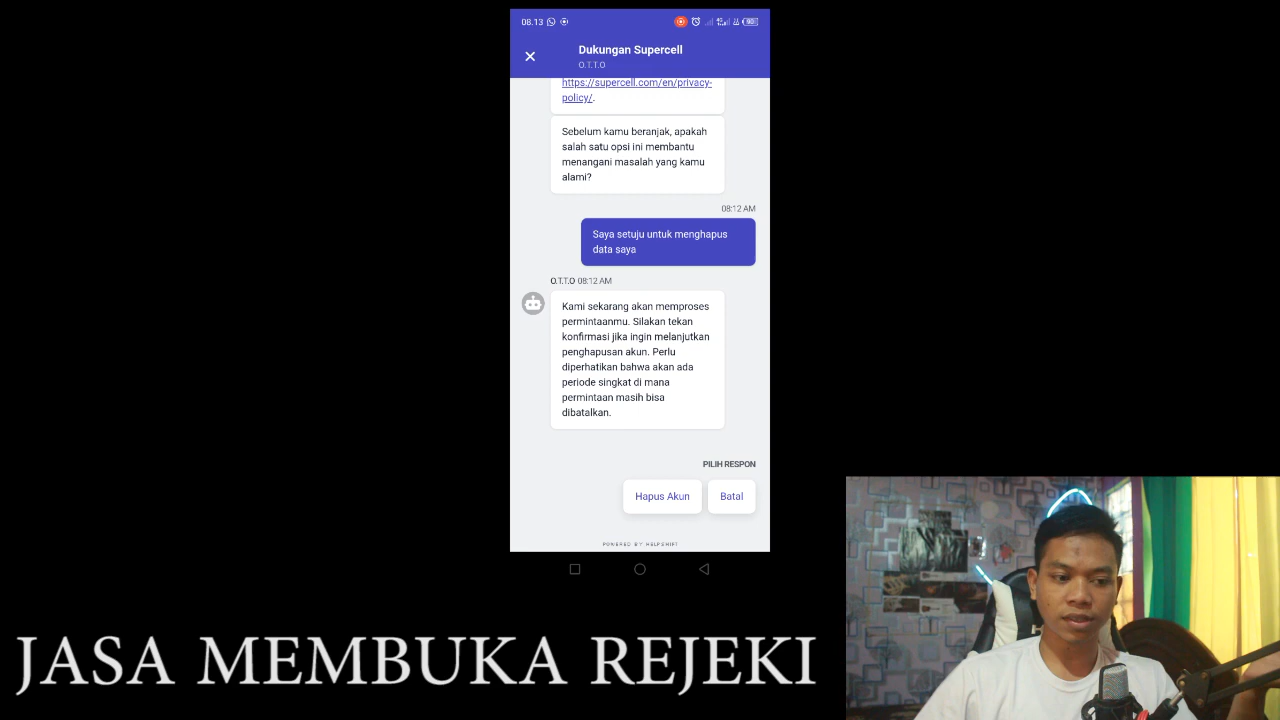 08.13
Dukungan Supercell
O.T.T.O
https://supercell.com/en/privacy-
policy/.
Sebelum kamu beranjak, apakah
salah satu opsi ini membantu
menangani masalah yang kamu
alami?
08:12 AM
Saya setuju untuk menghapus
data saya
O.T.T.O 08:12 AM
Kami sekarang akan memproses
permintaanmu. Silakan tekan
konfirmasi jika ingin melanjutkan
penghapusan akun. Perlu
diperhatikan bahwa akan ada
periode singkat di mana
permintaan masih bisa
dibatalkan.
PILIH RESPON
Hapus Akun Batal
POWERED BY HELPSHIFT
JASA MEMBUKA REJEKI